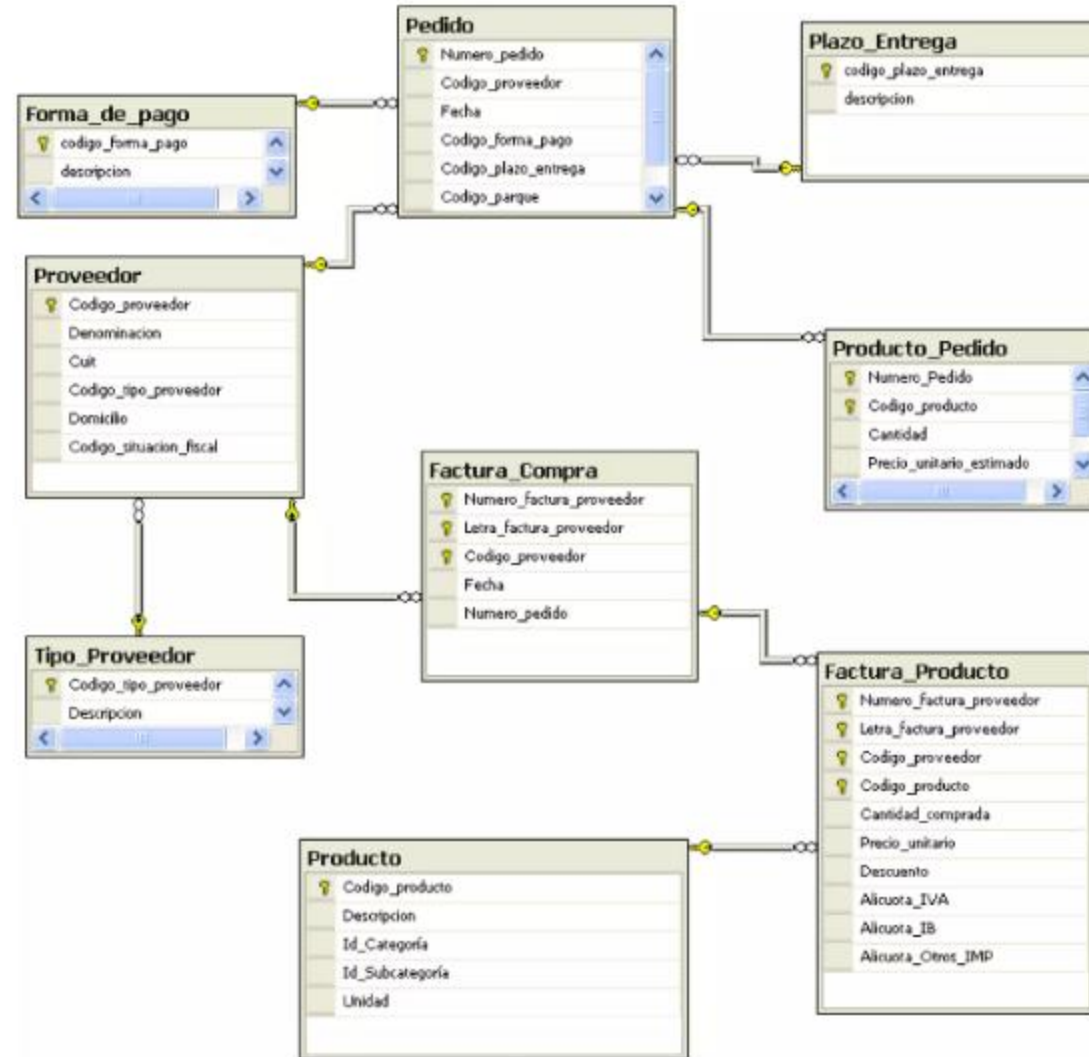 Pedido
Numero_pedido
Codigo_proveedor
Fecha
Codigo_forma_pago
Codigo_plazo_entrega
Codigo_parque
Plazo_Entrega
codigo_plazo_entrega
descripcion
Forma_de_pago
codigo_forma_pago
descripcion
Proveedor
Codigo_proveedor
Denominacion
Cuit
Codigo_tipo_proveedor
Domicilio
Codigo_situacion_fiscal
Producto_Pedido
Numero_Pedido
Codigo_producto
Cantidad
Precio_unitario_estimado
Factura_Compra
Numero_factura_proveedor
Letra_factura_proveedor
Codigo_proveedor
Fecha
Numero_pedido
Tipo_Proveedor
Codigo_tipo_proveedor
Descripcion
Factura_Producto
Numero_factura_proveedor
Letra_factura_proveedor
Codigo_proveedor
Codigo_producto
Cantidad_comprada
Precio_unitario
Descuento
Alicuota_IVA
Alicuota_IB
Alicuota_Otros_IMP
Producto
Codigo_producto
Descripcion
Id_Categoría
Id_Subcategoría
Unidad